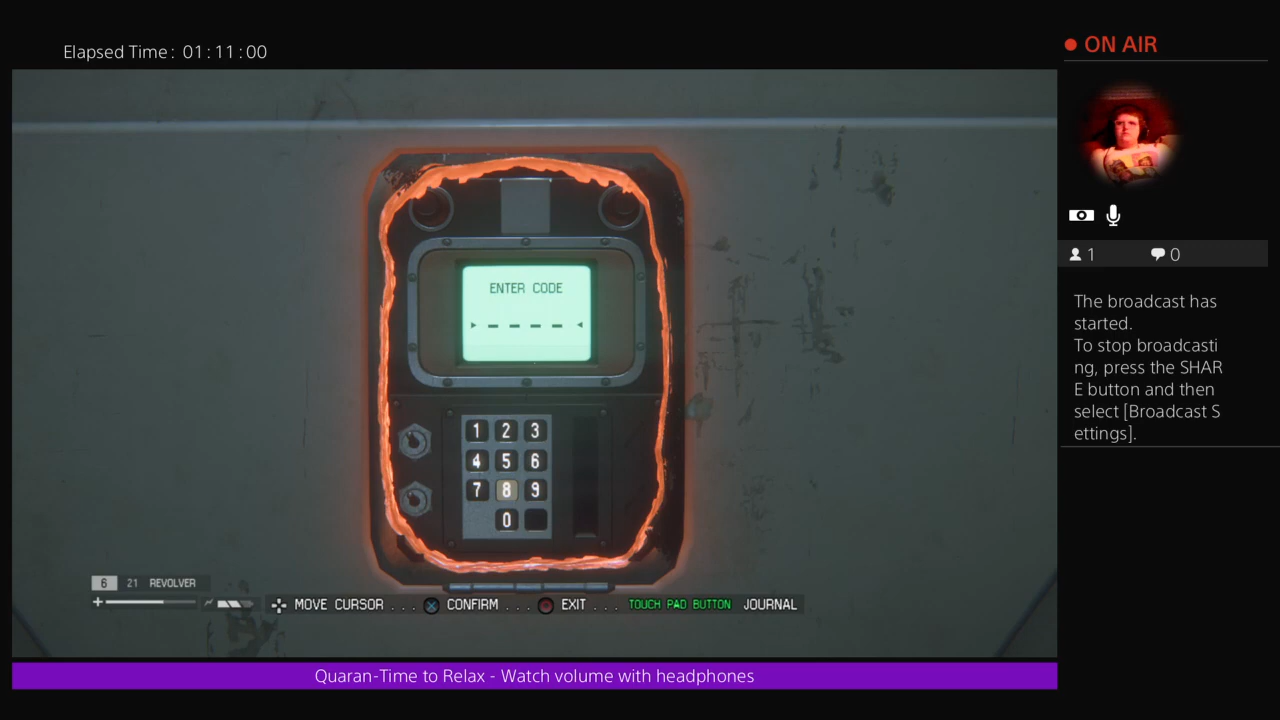 Elapsed Time: 01:11:00
ON AIR
1 0
The broadcast has
started.
To stop broadcasti
ng, press the SHAR
E button and then
select [Broadcast S
ettings].
ENTER CODE
1 2 3
4 5 6
7 8 9
0
6 21 REVOLVER
MOVE CURSOR . . . CONFIRM . . . EXIT . . . TOUCH PAD BUTTON JOURNAL
Quaran-Time to Relax - Watch volume with headphones